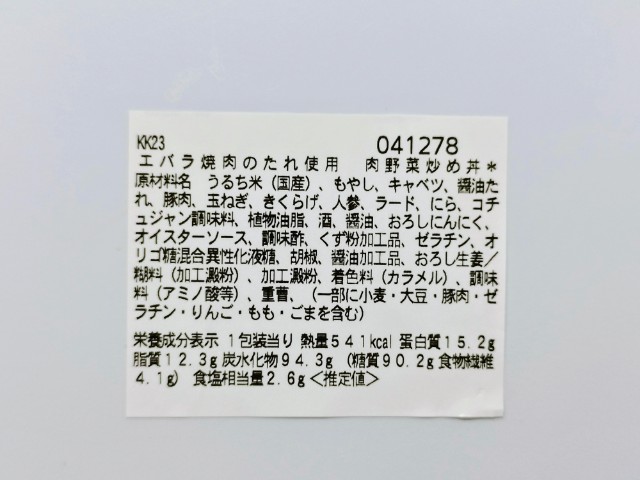 KK23 041278
エバラ焼肉のたれ使用 肉野菜炒め丼*
原材料名 うるち米(国産)、もやし、キャベツ、醤油た
れ、豚肉、玉ねぎ、きくらげ、人参、ラード、にら、コチ
ュジャン調味料、植物油脂、酒、醤油、おろしにんにく、
オイスターソース、調味酢、くず粉加工品、ゼラチン、オ
リゴ糖混合異性化液糖、胡椒、醤油加工品、おろし生姜/
糊料(加工澱粉)、加工澱粉、着色料(カラメル)、調味
料(アミノ酸等)、重曹、(一部に小麦・大豆・豚肉・ゼ
ラチン・りんご・もも・ごまを含む)
栄養成分表示 1包装当り 熱量541kcal 蛋白質15.2g
脂質12.3g 炭水化物94.3g (糖質90.2g 食物繊維
4.1g) 食塩相当量2.6g<推定値>